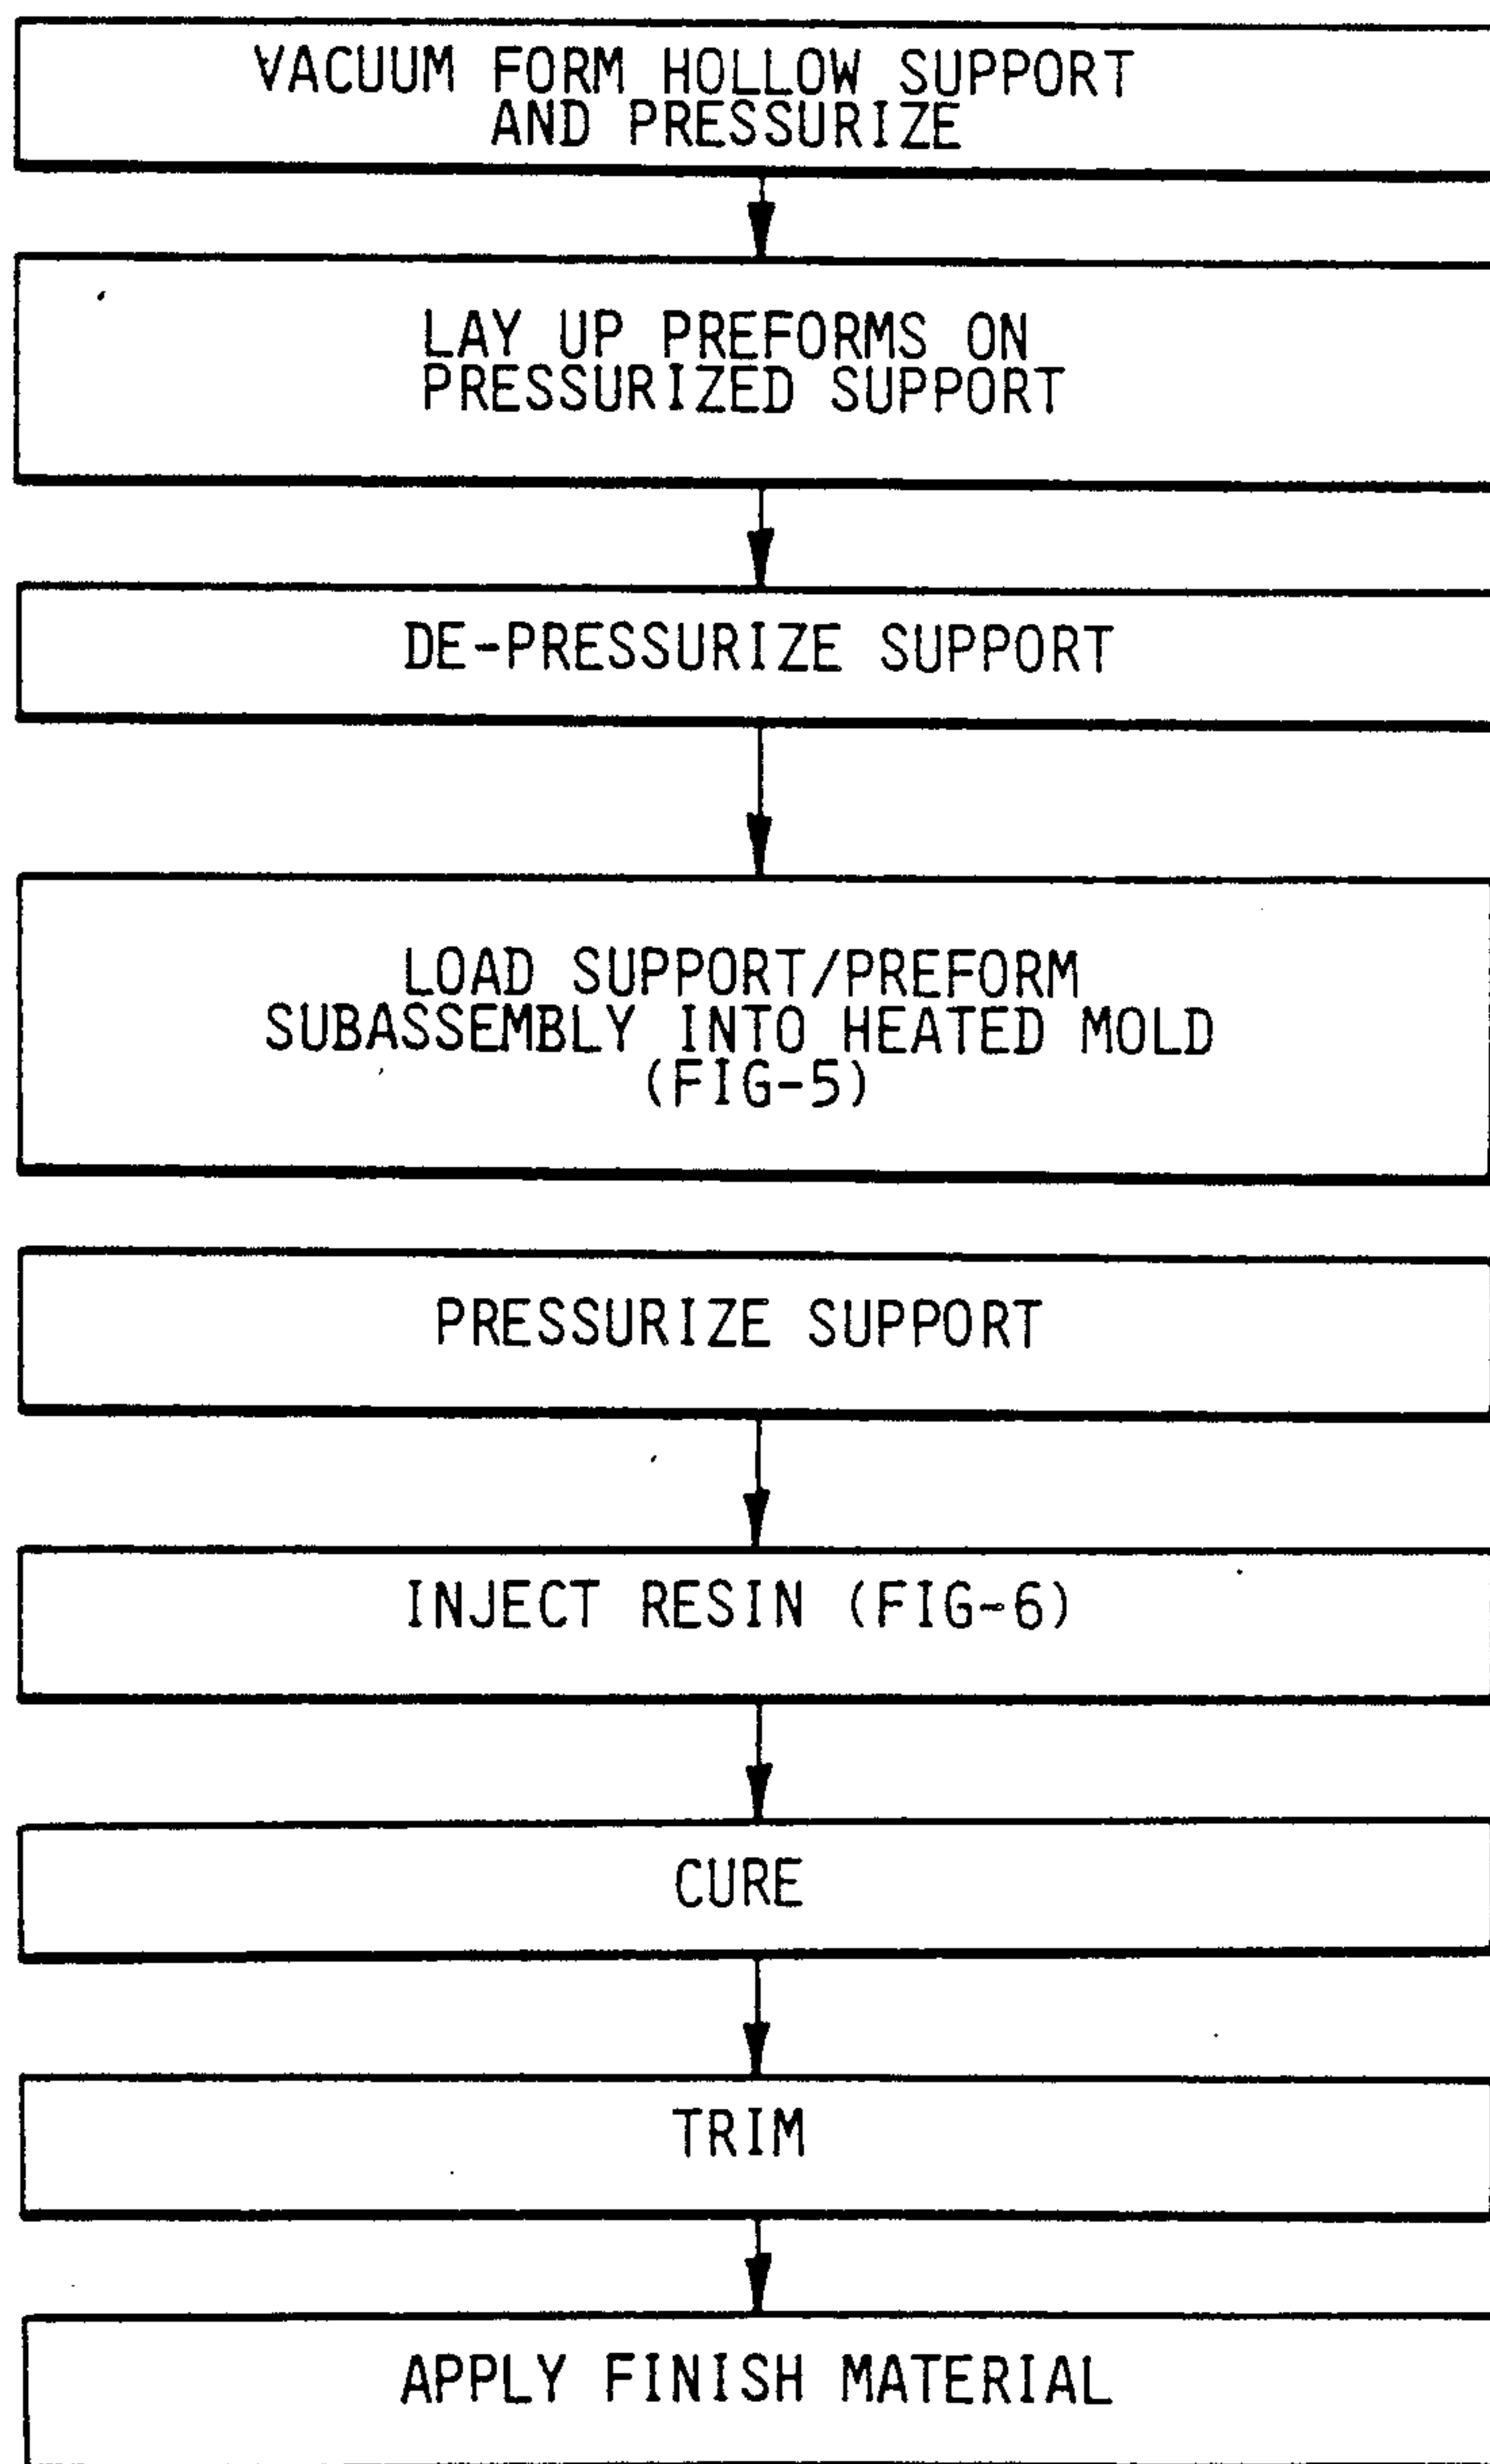 VACUUM FORM HOLLOW SUPPORT
AND PRESSURIZE
LAY UP PREFORMS ON
PRESSURIZED SUPPORT
DE-PRESSURIZE SUPPORT
LOAD SUPPORT/PREFORM
SUBASSEMBLY INTO HEATED MOLD
(FIG-5)
PRESSURIZE SUPPORT
INJECT RESIN (FIG-6)
CURE
TRIM
APPLY FINISH MATERIAL